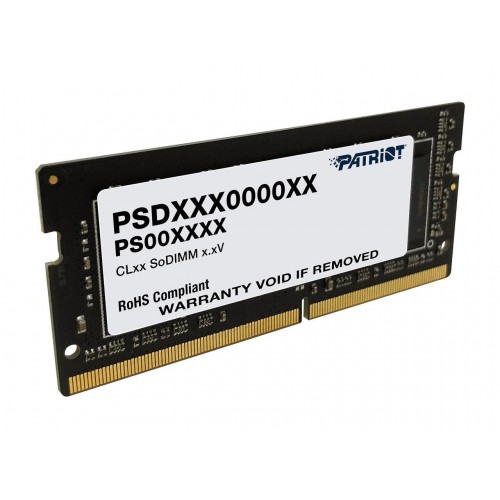 PATRIOT
PSDXXX0000XX
PS00XXXX
CLxx SoDIMM x.xV
RoHS Compliant
WARRANTY VOID IF REMOVED